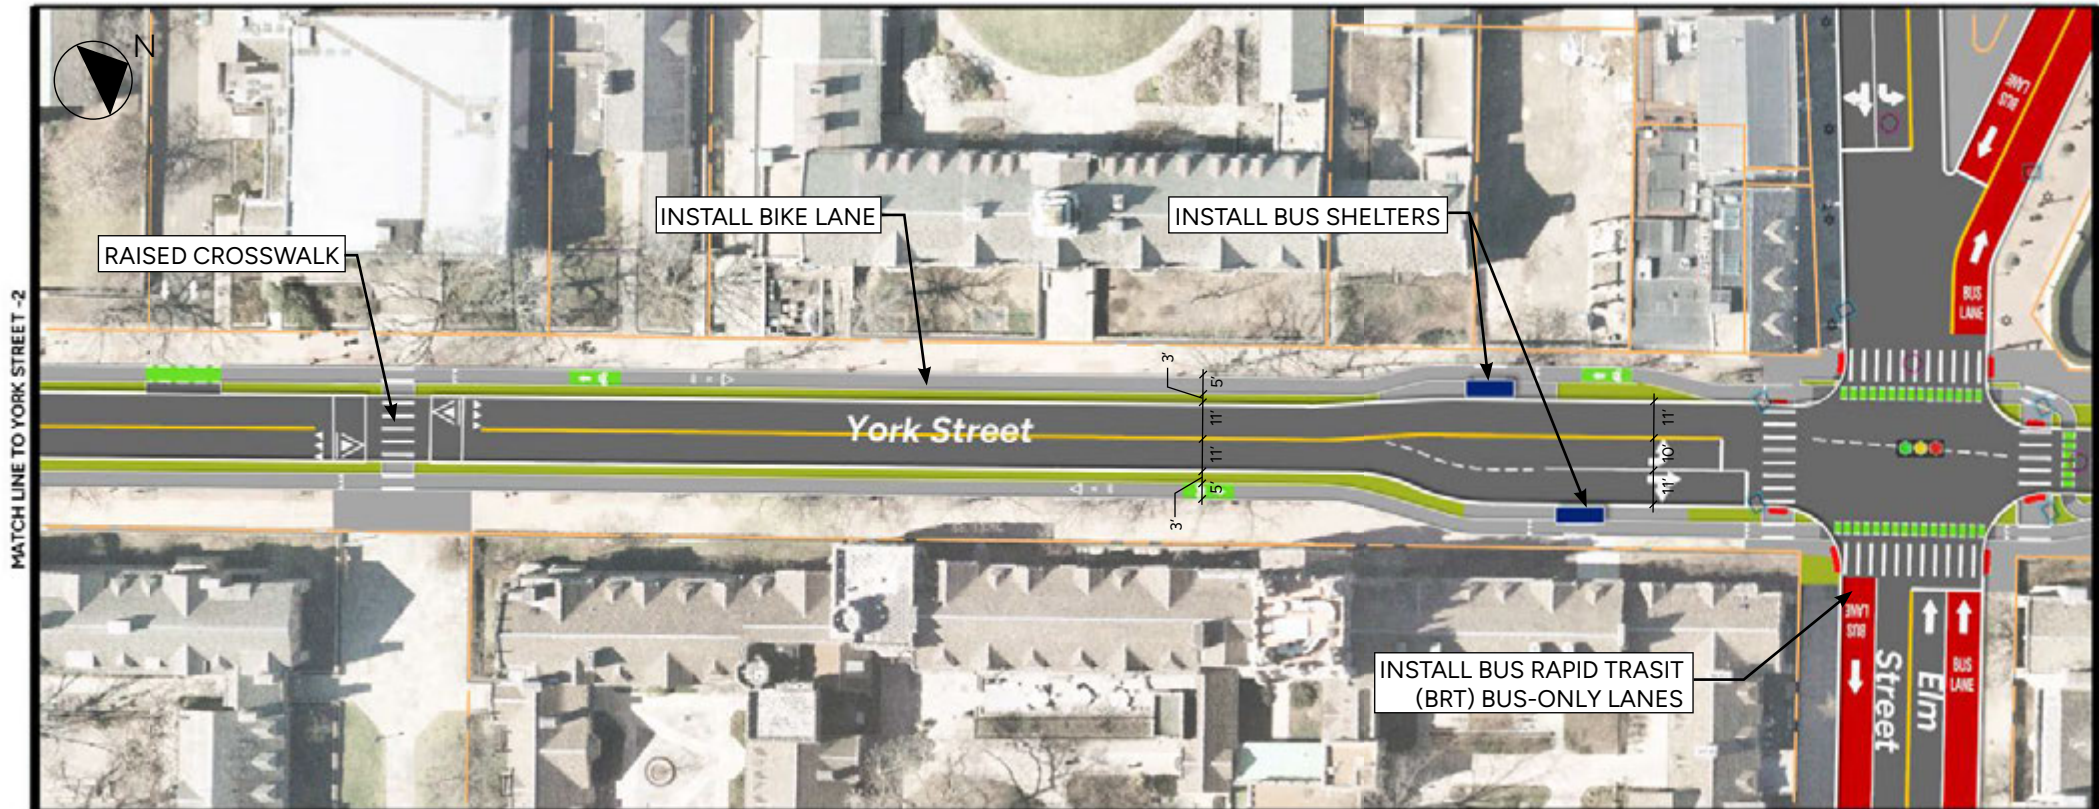 N
RAISED CROSSWALK
INSTALL BIKE LANE
INSTALL BUS SHELTERS
BUS
LANE
BUS
LANE
MATCH LINE TO YORK STREET -2
York Street
3'
5'
11'
11'
5'
3'
11'
10'
11'
INSTALL BUS RAPID TRASIT
(BRT) BUS-ONLY LANES
BUS
LANE
Street
Elm
BUS
LANE